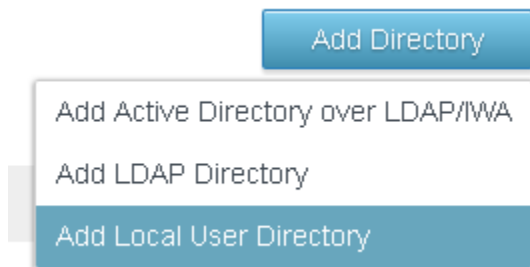 Add Directory
Add Active Directory over LDAP/IWA
Add LDAP Directory
Add Local User Directory